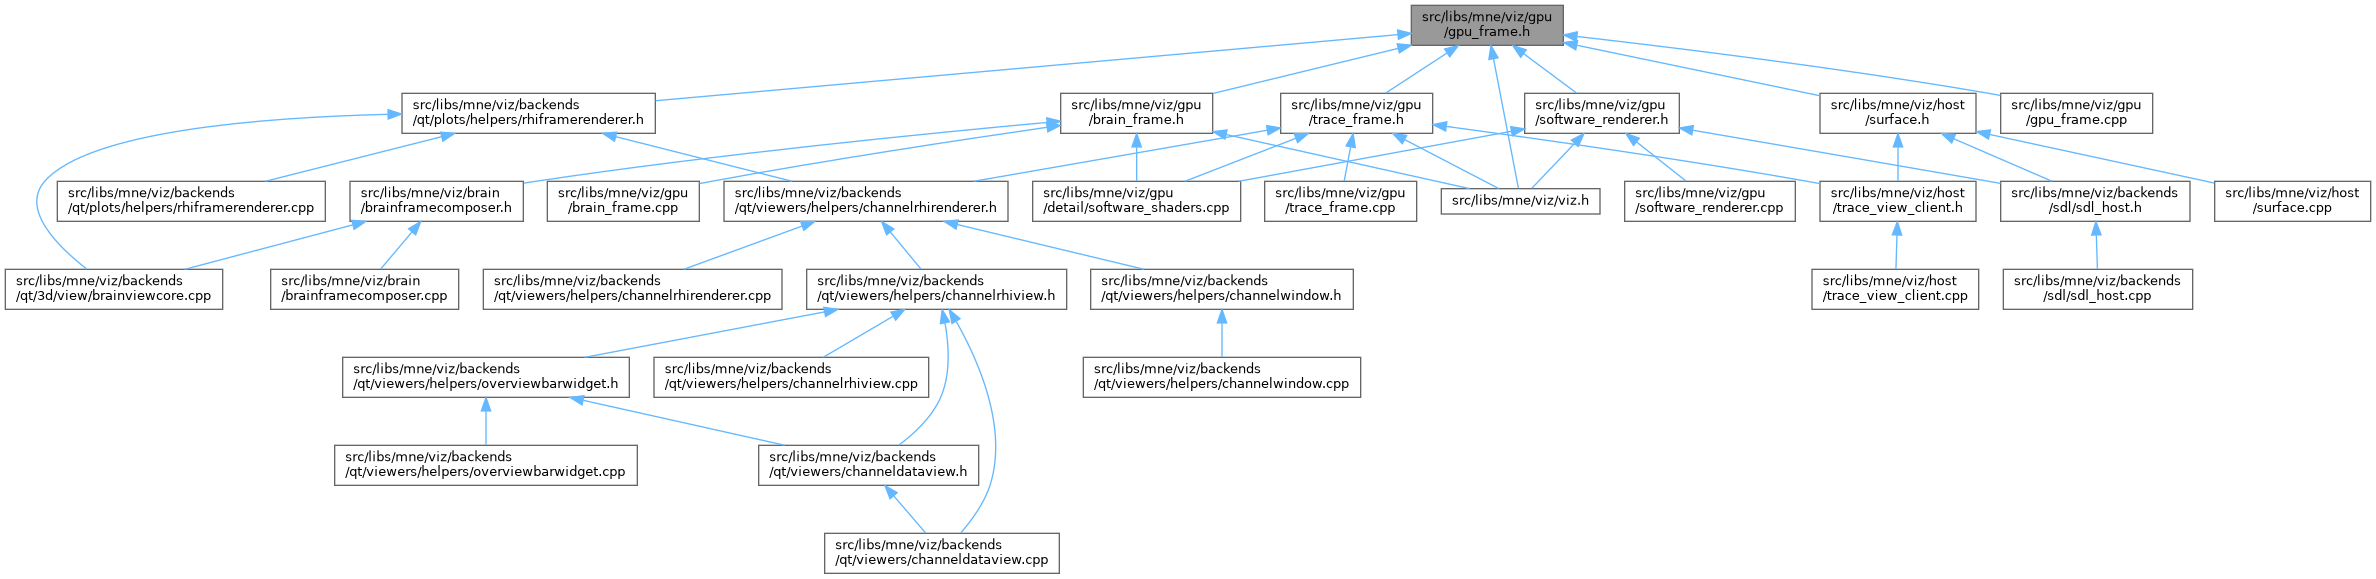 src/libs/mne/viz/gpu
/gpu_frame.h
src/libs/mne/viz/backends
/qt/plots/helpers/rhiframerenderer.h
src/libs/mne/viz/gpu
/brain_frame.h
src/libs/mne/viz/gpu
/trace_frame.h
src/libs/mne/viz/gpu
/software_renderer.h
src/libs/mne/viz/host
/surface.h
src/libs/mne/viz/gpu
/gpu_frame.cpp
src/libs/mne/viz/backends
/qt/plots/helpers/rhiframerenderer.cpp
src/libs/mne/viz/brain
/brainframecomposer.h
src/libs/mne/viz/gpu
/brain_frame.cpp
src/libs/mne/viz/backends
/qt/viewers/helpers/channelrhirenderer.h
src/libs/mne/viz/gpu
/detail/software_shaders.cpp
src/libs/mne/viz/gpu
/trace_frame.cpp
src/libs/mne/viz/viz.h
src/libs/mne/viz/gpu
/software_renderer.cpp
src/libs/mne/viz/host
/trace_view_client.h
src/libs/mne/viz/backends
/sdl/sdl_host.h
src/libs/mne/viz/host
/surface.cpp
src/libs/mne/viz/backends
/qt/3d/view/brainviewcore.cpp
src/libs/mne/viz/brain
/brainframecomposer.cpp
src/libs/mne/viz/backends
/qt/viewers/helpers/channelrhirenderer.cpp
src/libs/mne/viz/backends
/qt/viewers/helpers/channelrhiview.h
src/libs/mne/viz/backends
/qt/viewers/helpers/channelwindow.h
src/libs/mne/viz/host
/trace_view_client.cpp
src/libs/mne/viz/backends
/sdl/sdl_host.cpp
src/libs/mne/viz/backends
/qt/viewers/helpers/overviewbarwidget.h
src/libs/mne/viz/backends
/qt/viewers/helpers/channelrhiview.cpp
src/libs/mne/viz/backends
/qt/viewers/helpers/channelwindow.cpp
src/libs/mne/viz/backends
/qt/viewers/helpers/overviewbarwidget.cpp
src/libs/mne/viz/backends
/qt/viewers/channeldataview.h
src/libs/mne/viz/backends
/qt/viewers/channeldataview.cpp